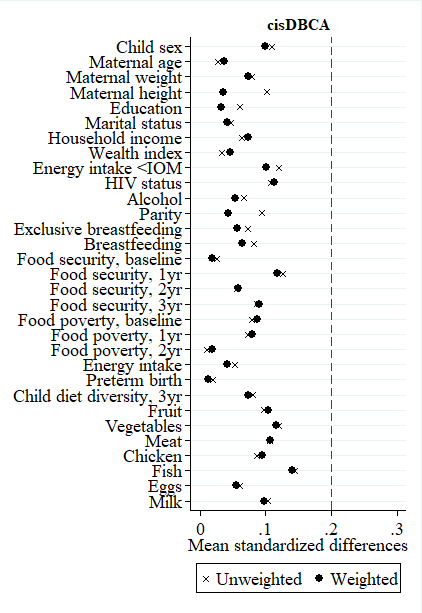 cisDBCA
Child sex
Maternal age
Maternal weight
Maternal height
Education
Marital status
Household income
Wealth index
Energy intake <IOM
HIV status
Alcohol
Parity
Exclusive breastfeeding
Breastfeeding
Food security, baseline
Food security, 1yr
Food security, 2yr
Food security, 3yr
Food poverty, baseline
Food poverty, 1yr
Food poverty, 2yr
Energy intake
Preterm birth
Child diet diversity, 3yr
Fruit
Vegetables
Meat
Chicken
Fish
Eggs
Milk
0 .1 .2 .3
Mean standardized differences
Unweighted Weighted